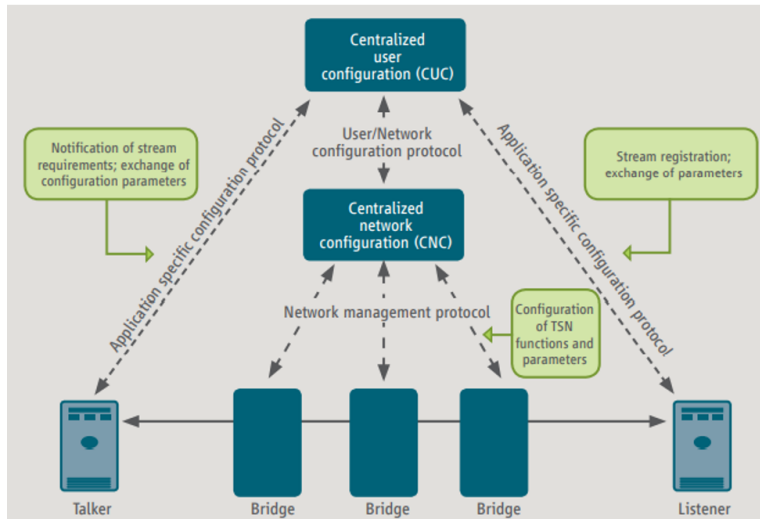 Centralized
user
configuration (CUC)
Notification of stream
requirements; exchange of
configuration parameters
Application specific configuration protocol
User/Network
configuration protocol
Application specific configuration protocol
Stream registration;
exchange of parameters
Centralized
network
configuration (CNC)
Network management protocol
Configuration
of TSN
functions and
parameters
Talker
Bridge
Bridge
Bridge
Listener